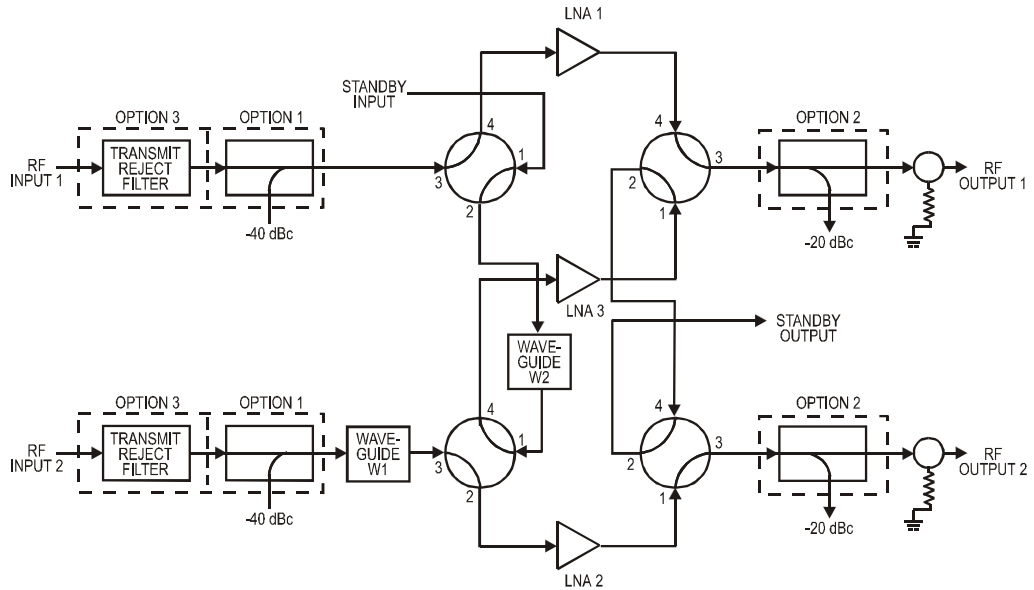 LNA 1
STANDBY
INPUT
OPTION 3
OPTION 1
OPTION 2
4
4
TRANSMIT
REJECT
FILTER
RF
INPUT 1
1
3
2
3
2
1
RF
OUTPUT 1
-40 dBc
-20 dBc
LNA 3
STANDBY
OUTPUT
WAVE-
GUIDE
W2
OPTION 3
OPTION 1
OPTION 2
4
4
RF
INPUT 2
TRANSMIT
REJECT
FILTER
WAVE-
GUIDE
W1
1
3
2
3
2
1
RF
OUTPUT 2
-40 dBc
-20 dBc
LNA 2